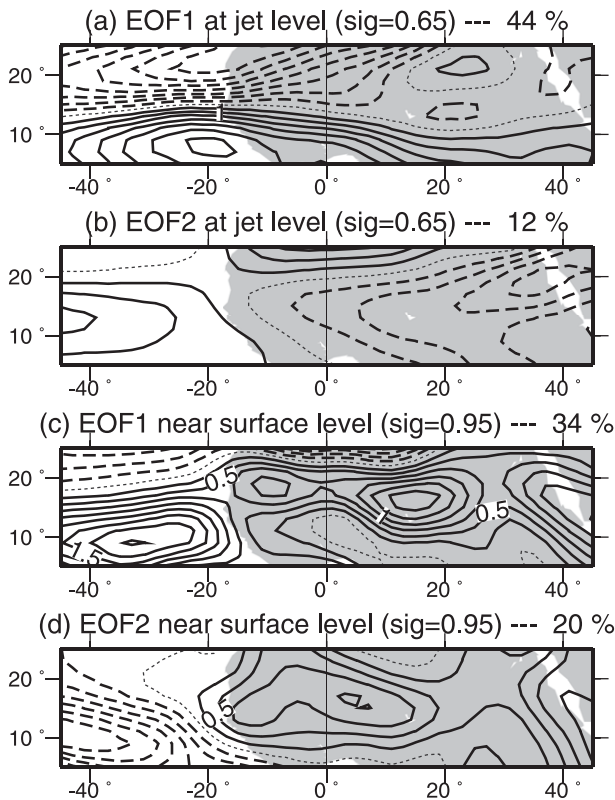 (a) EOF1 at jet level (sig=0.65) --- 44 %
20 °
10 °
1
-40 ° -20 ° 0 ° 20 ° 40 °
(b) EOF2 at jet level (sig=0.65) --- 12 %
20 °
10 °
-40 ° -20 ° 0 ° 20 ° 40 °
(c) EOF1 near surface level (sig=0.95) --- 34 %
20 °
10 °
0.5
1
0.5
1.5
-40 ° -20 ° 0 ° 20 ° 40 °
(d) EOF2 near surface level (sig=0.95) --- 20 %
20 °
10 °
0.5
-40 ° -20 ° 0 ° 20 ° 40 °